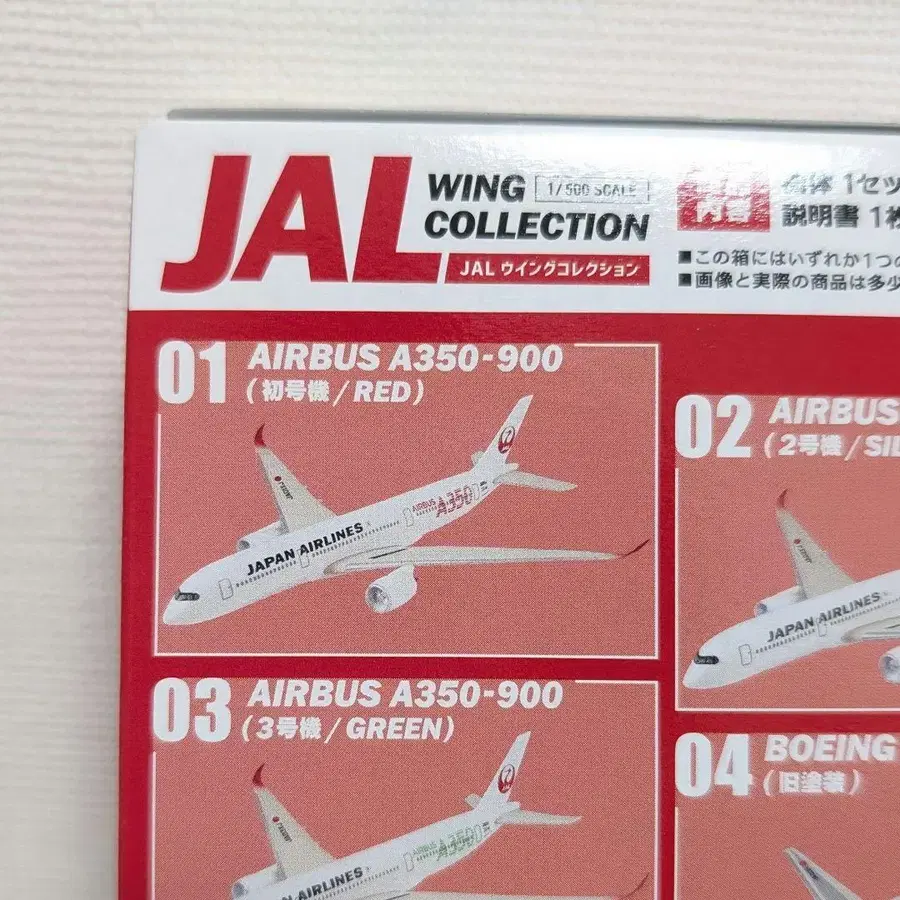 JAL
WING
1/500 SCALE
COLLECTION
JAL ウイングコレクション
内容
1セッ
説明書 1枚
■この箱にはいずれか1つの
■画像と実際の商品は多少
01 AIRBUS A350-900
(初号機/RED)
AIRBUS A350
JAPAN AIRLINES
02 AIRBUS
(2号機/SIL
JAPAN AIRLINES
03 AIRBUS A350-900
(3号機/GREEN)
AIRBUS A350
AN AIRLINES
04 BOEING
(旧塗装)